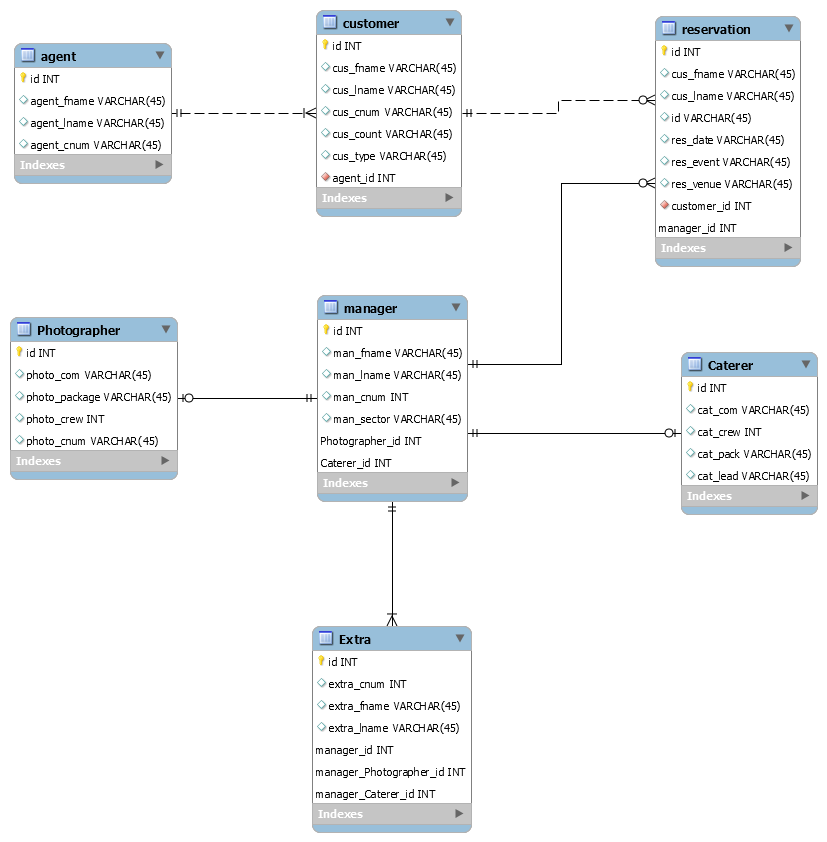 agent
id INT
agent_fname VARCHAR(45)
agent_lname VARCHAR(45)
agent_cnum VARCHAR(45)
Indexes
customer
id INT
cus_fname VARCHAR(45)
cus_lname VARCHAR(45)
cus_cnum VARCHAR(45)
cus_count VARCHAR(45)
cus_type VARCHAR(45)
agent_id INT
Indexes
reservation
id INT
cus_fname VARCHAR(45)
cus_lname VARCHAR(45)
id VARCHAR(45)
res_date VARCHAR(45)
res_event VARCHAR(45)
res_venue VARCHAR(45)
customer_id INT
manager_id INT
Indexes
Photographer
id INT
photo_com VARCHAR(45)
photo_package VARCHAR(45)
photo_crew INT
photo_cnum VARCHAR(45)
Indexes
manager
id INT
man_fname VARCHAR(45)
man_lname VARCHAR(45)
man_cnum INT
man_sector VARCHAR(45)
Photographer_id INT
Caterer_id INT
Indexes
Caterer
id INT
cat_com VARCHAR(45)
cat_crew INT
cat_pack VARCHAR(45)
cat_lead VARCHAR(45)
Indexes
Extra
id INT
extra_cnum INT
extra_fname VARCHAR(45)
extra_lname VARCHAR(45)
manager_id INT
manager_Photographer_id INT
manager_Caterer_id INT
Indexes